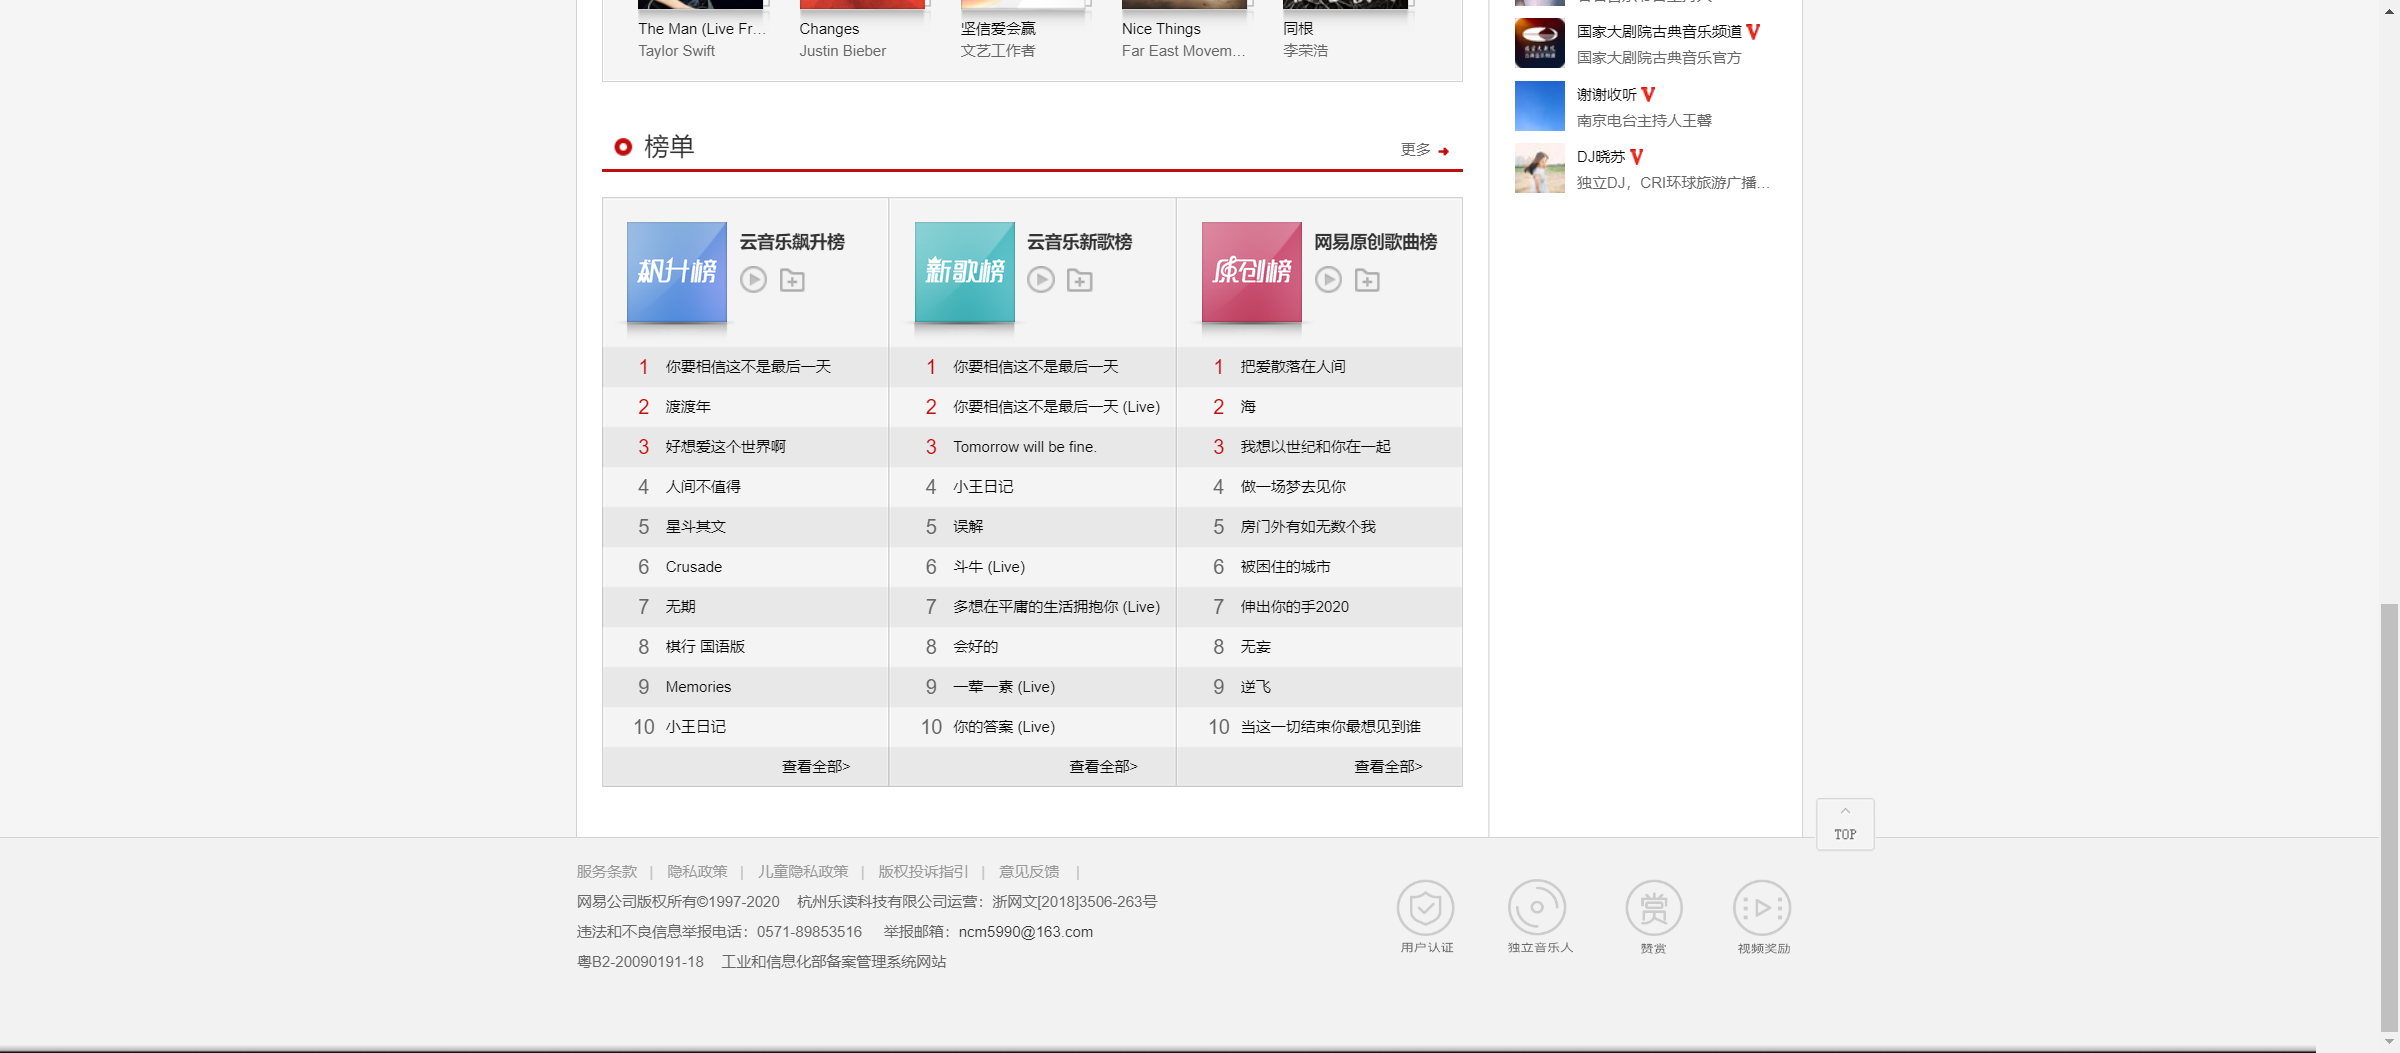 The Man (Live Fr...
Taylor Swift
Changes
Justin Bieber
坚信爱会赢
文艺工作者
Nice Things
Far East Movem...
同根
李荣浩
国家大剧院古典音乐频道
国家大剧院古典音乐官方
谢谢收听
南京电台主持人王馨
DJ晓苏
独立DJ，CRI环球旅游广播...
榜单
更多
飙升榜
云音乐飙升榜
1 你要相信这不是最后一天
2 渡渡年
3 好想爱这个世界啊
4 人间不值得
5 星斗其文
6 Crusade
7 无期
8 棋行 国语版
9 Memories
10 小王日记
查看全部>
新歌榜
云音乐新歌榜
1 你要相信这不是最后一天
2 你要相信这不是最后一天 (Live)
3 Tomorrow will be fine.
4 小王日记
5 误解
6 斗牛 (Live)
7 多想在平庸的生活拥抱你 (Live)
8 会好的
9 一荤一素 (Live)
10 你的答案 (Live)
查看全部>
原创榜
网易原创歌曲榜
1 把爱散落在人间
2 海
3 我想以世纪和你在一起
4 做一场梦去见你
5 房门外有如无数个我
6 被困住的城市
7 伸出你的手2020
8 无妄
9 逆飞
10 当这一切结束你最想见到谁
查看全部>
TOP
服务条款 | 隐私政策 | 儿童隐私政策 | 版权投诉指引 | 意见反馈 |
网易公司版权所有©1997-2020 杭州乐读科技有限公司运营：浙网文[2018]3506-263号
违法和不良信息举报电话：0571-89853516 举报邮箱：ncm5990@163.com
粤B2-20090191-18 工业和信息化部备案管理系统网站
用户认证
独立音乐人
赏
赞赏
视频奖励